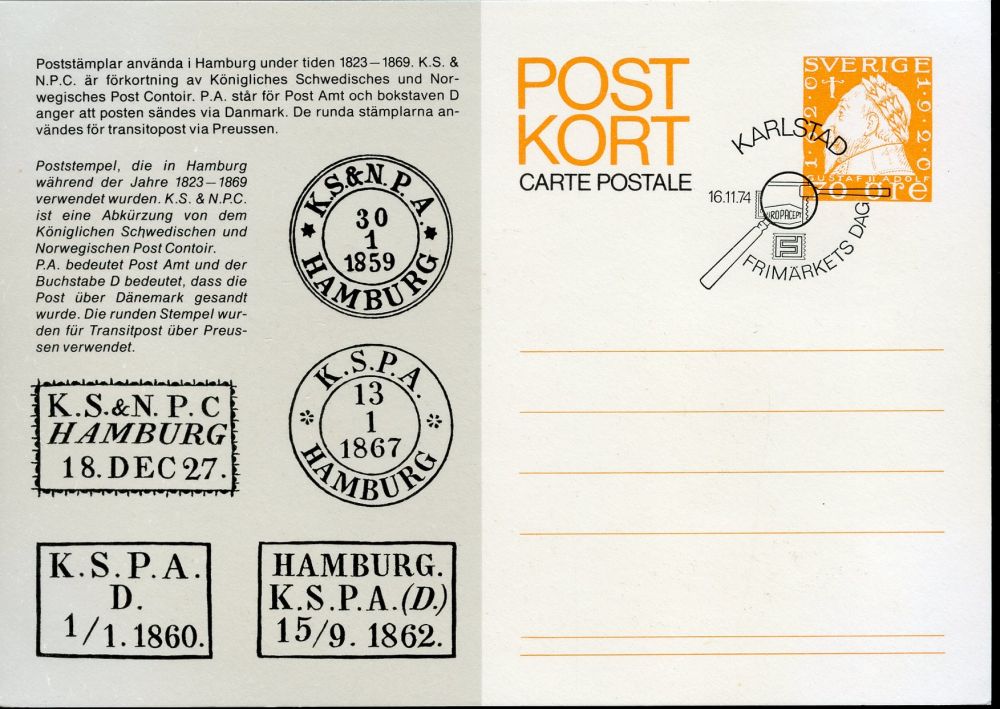 Poststämplar använda i Hamburg under tiden 1823–1869. K.S. &
N.P.C. är förkortning av Königliches Schwedisches und Nor-
wegisches Post Contoir. P.A. står för Post Amt och bokstaven D
anger att posten sändes via Danmark. De runda stämplarna an-
vändes för transitopost via Preussen.
Poststempel, die in Hamburg
während der Jahre 1823–1869
verwendet wurden. K.S. & N.P.C.
ist eine Abkürzung von dem
Königlichen Schwedischen und
Norwegischen Post Contoir.
P.A. bedeutet Post Amt und der
Buchstabe D bedeutet, dass die
Post über Dänemark gesandt
wurde. Die runden Stempel wur-
den für Transitpost über Preus-
sen verwendet.
K.S.&N.P.A.
30
1
1859
HAMBURG
K.S.P.A.
13
1
1867
HAMBURG
K.S.&N.P.C
HAMBURG
18.DEC 27.
K.S.P.A.
D.
1/1.1860.
HAMBURG.
K.S.P.A.(D.)
15/9. 1862.
POST
KORT
CARTE POSTALE
SVERIGE
1920
GUSTAF II ADOLF
70 öre
KARLSTAD
16.11.74
FRIMÄRKETS DAG